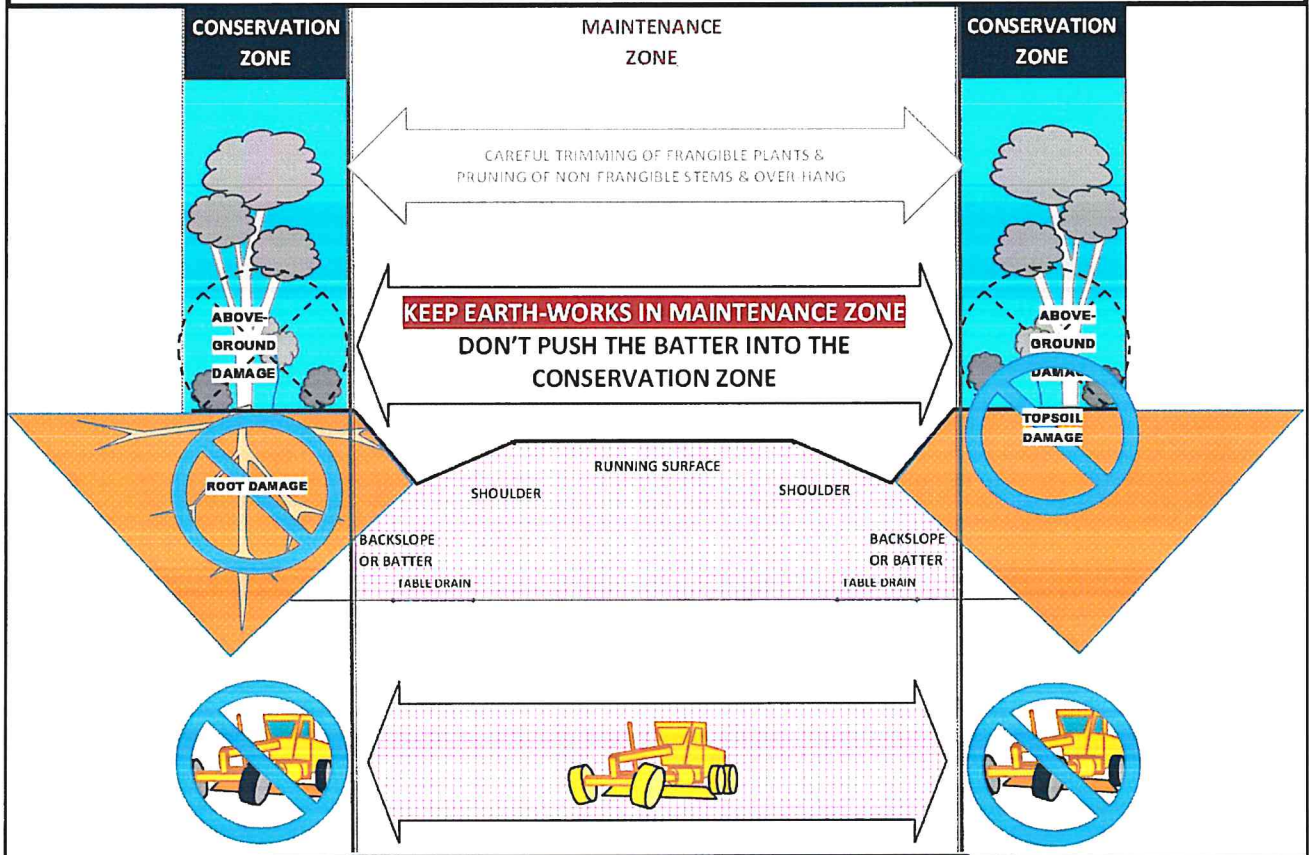 CONSERVATION
ZONE
MAINTENANCE
ZONE
CONSERVATION
ZONE
CAREFUL TRIMMING OF FRANGIBLE PLANTS &
PRUNING OF NON-FRANGIBLE STEMS & OVER-HANG
KEEP EARTH-WORKS IN MAINTENANCE ZONE
DON'T PUSH THE BATTER INTO THE
CONSERVATION ZONE
ABOVE-
GROUND
DAMAGE
ABOVE-
GROUND
DAMAG
TOPSOIL
DAMAGE
ROOT DAMAGE
RUNNING SURFACE
SHOULDER
SHOULDER
BACKSLOPE
OR BATTER
TABLE DRAIN
BACKSLOPE
OR BATTER
TABLE DRAIN